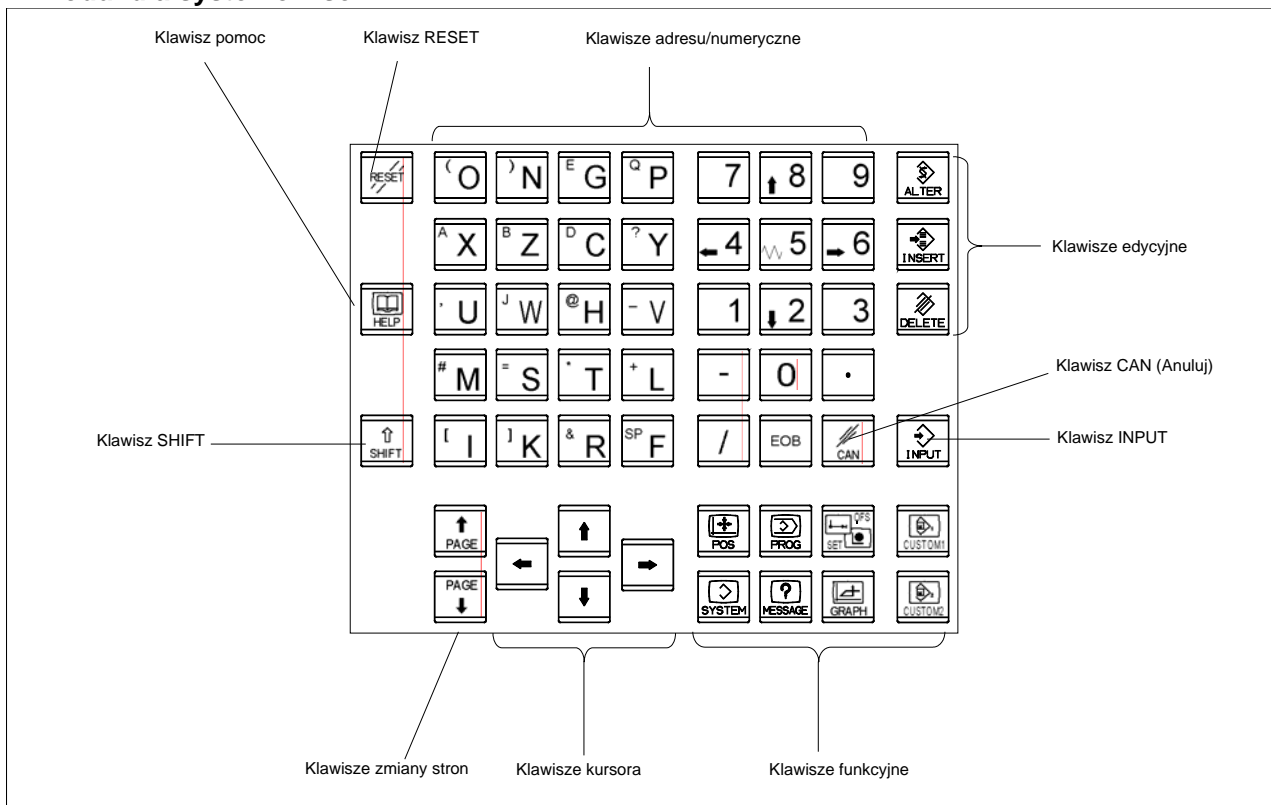 Klawisz pomoc
Klawisz RESET
Klawisze adresu/numeryczne
RESET
( O
) N
E G
Q P
7
8
9
ALTER
A X
B Z
D C
? Y
4
5
6
INSERT
Klawisze edycyjne
HELP
, U
J W
@ H
– V
1
2
3
DELETE
# M
= S
* T
+ L
-
0
.
Klawisz CAN (Anuluj)
Klawisz SHIFT
SHIFT
[ I
] K
& R
SP F
/
EOB
CAN
INPUT
Klawisz INPUT
PAGE
POS
PROG
OFS
SET
CUSTOM1
PAGE
SYSTEM
MESSAGE
GRAPH
CUSTOM2
Klawisze zmiany stron
Klawisze kursora
Klawisze funkcyjne